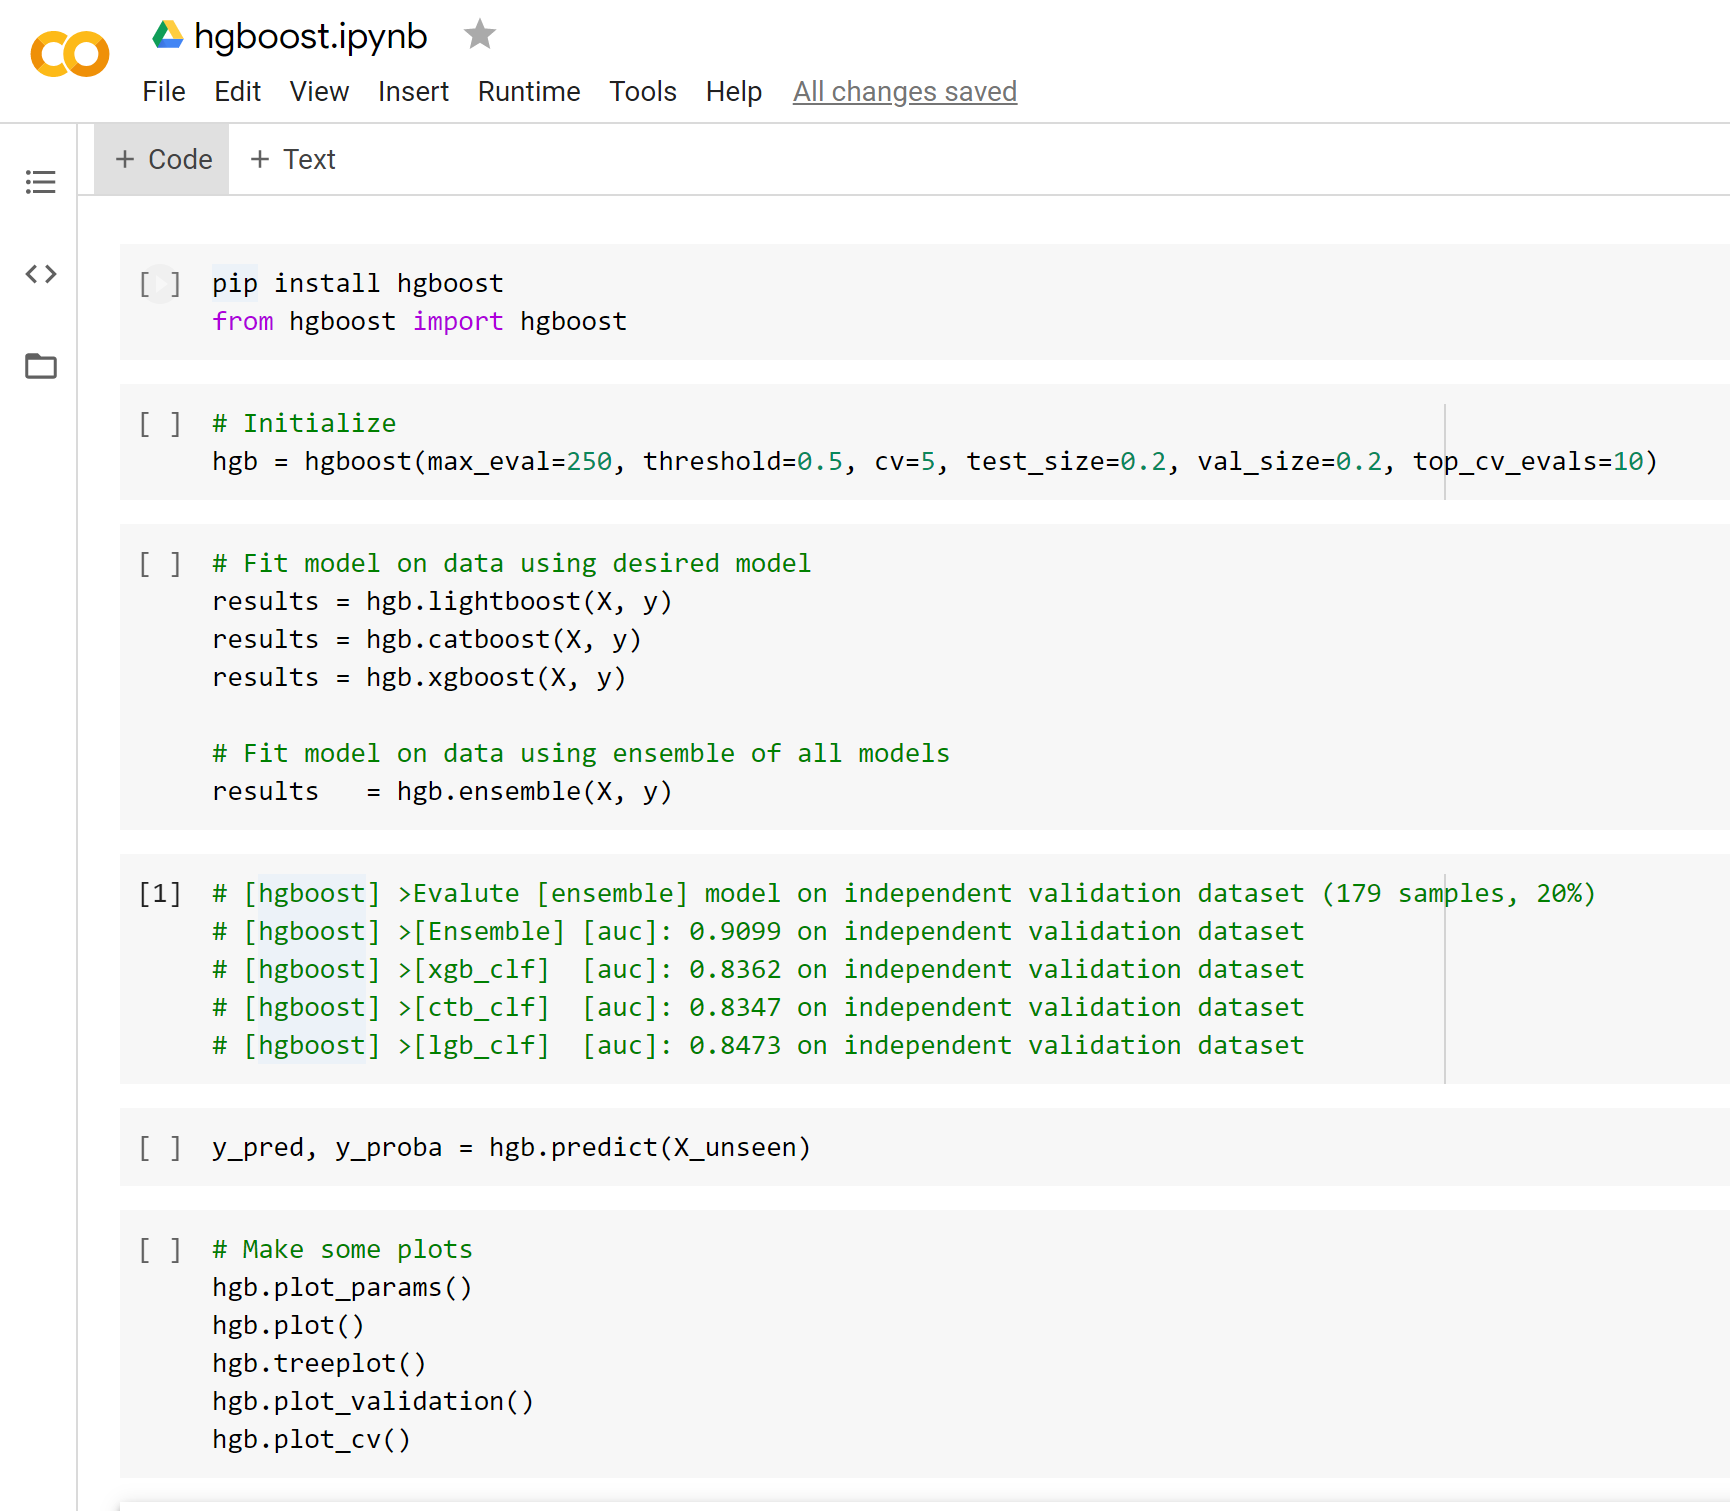 hgboost.ipynb
File Edit View Insert Runtime Tools Help All changes saved
+ Code + Text
[ ] pip install hgboost
from hgboost import hgboost
[ ] # Initialize
hgb = hgboost(max_eval=250, threshold=0.5, cv=5, test_size=0.2, val_size=0.2, top_cv_evals=10)
[ ] # Fit model on data using desired model
results = hgb.lightboost(X, y)
results = hgb.catboost(X, y)
results = hgb.xgboost(X, y)
# Fit model on data using ensemble of all models
results   = hgb.ensemble(X, y)
[1] # [hgboost] >Evalute [ensemble] model on independent validation dataset (179 samples, 20%)
# [hgboost] >[Ensemble] [auc]: 0.9099 on independent validation dataset
# [hgboost] >[xgb_clf]  [auc]: 0.8362 on independent validation dataset
# [hgboost] >[ctb_clf]  [auc]: 0.8347 on independent validation dataset
# [hgboost] >[lgb_clf]  [auc]: 0.8473 on independent validation dataset
[ ] y_pred, y_proba = hgb.predict(X_unseen)
[ ] # Make some plots
hgb.plot_params()
hgb.plot()
hgb.treeplot()
hgb.plot_validation()
hgb.plot_cv()